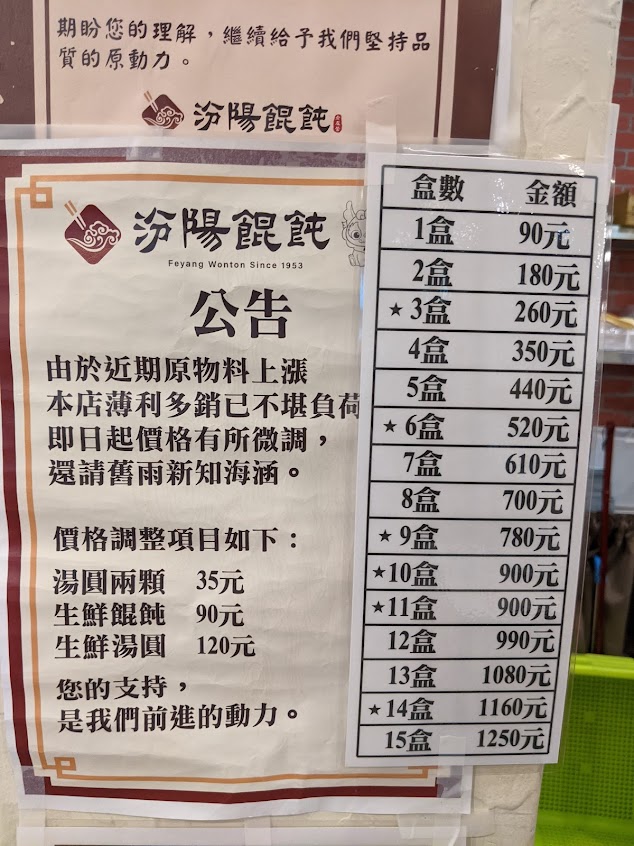 期盼您的理解，繼續給予我們堅持品
質的原動力。
汾陽餛飩
汾陽餛飩
Feyang Wonton Since 1953
公告
由於近期原物料上漲
本店薄利多銷已不堪負荷
即日起價格有所微調，
還請舊雨新知海涵。
價格調整項目如下：
湯圓兩顆 35元
生鮮餛飩 90元
生鮮湯圓 120元
您的支持，
是我們前進的動力。
盒數 金額
1盒 90元
2盒 180元
★3盒 260元
4盒 350元
5盒 440元
★6盒 520元
7盒 610元
8盒 700元
★9盒 780元
★10盒 900元
★11盒 900元
12盒 990元
13盒 1080元
★14盒 1160元
15盒 1250元